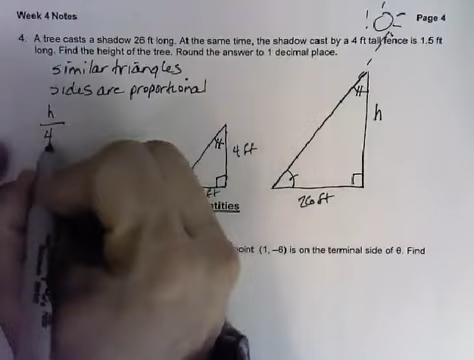 Week 4 Notes
Page 4
4. A tree casts a shadow 26 ft long. At the same time, the shadow cast by a 4 ft tall fence is 1.5 ft
long. Find the height of the tree. Round the answer to 1 decimal place.
similar triangles
sides are proportional
h
4
4 ft
ft
h
26 ft
ntities
oint (1, –6) is on the terminal side of θ. Find